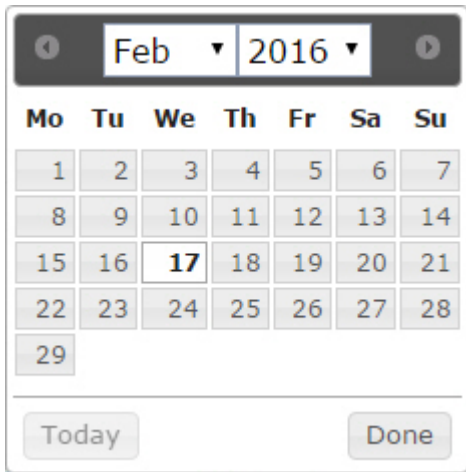 Feb 2016
Mo Tu We Th Fr Sa Su
1 2 3 4 5 6 7
8 9 10 11 12 13 14
15 16 17 18 19 20 21
22 23 24 25 26 27 28
29
Today Done